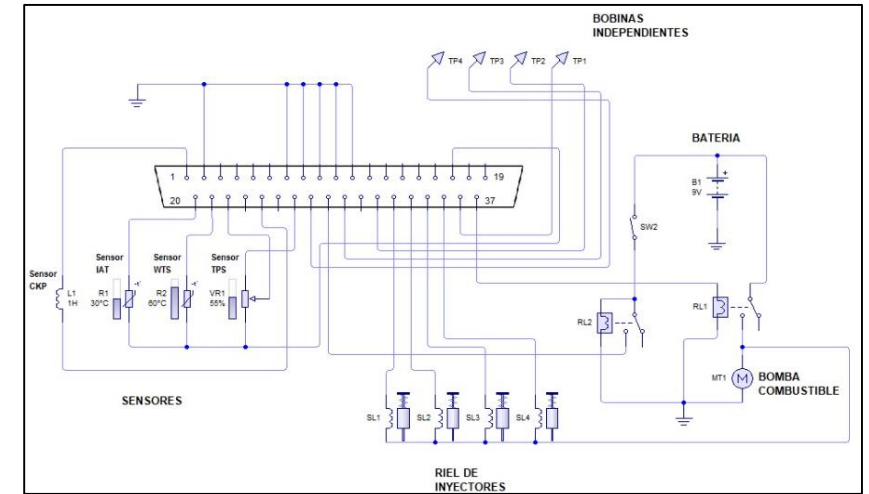 BOBINAS
INDEPENDIENTES
TP4
TP3
TP2
TP1
BATERIA
1
19
20
37
B1
9V
+
SW2
Sensor
CKP
L1
1H
Sensor
IAT
R1
30°C
-t°
Sensor
WTS
R2
60°C
-t°
Sensor
TPS
VR1
55%
RL2
RL1
MT1
M
BOMBA
COMBUSTIBLE
SENSORES
SL1
SL2
SL3
SL4
RIEL DE
INYECTORES